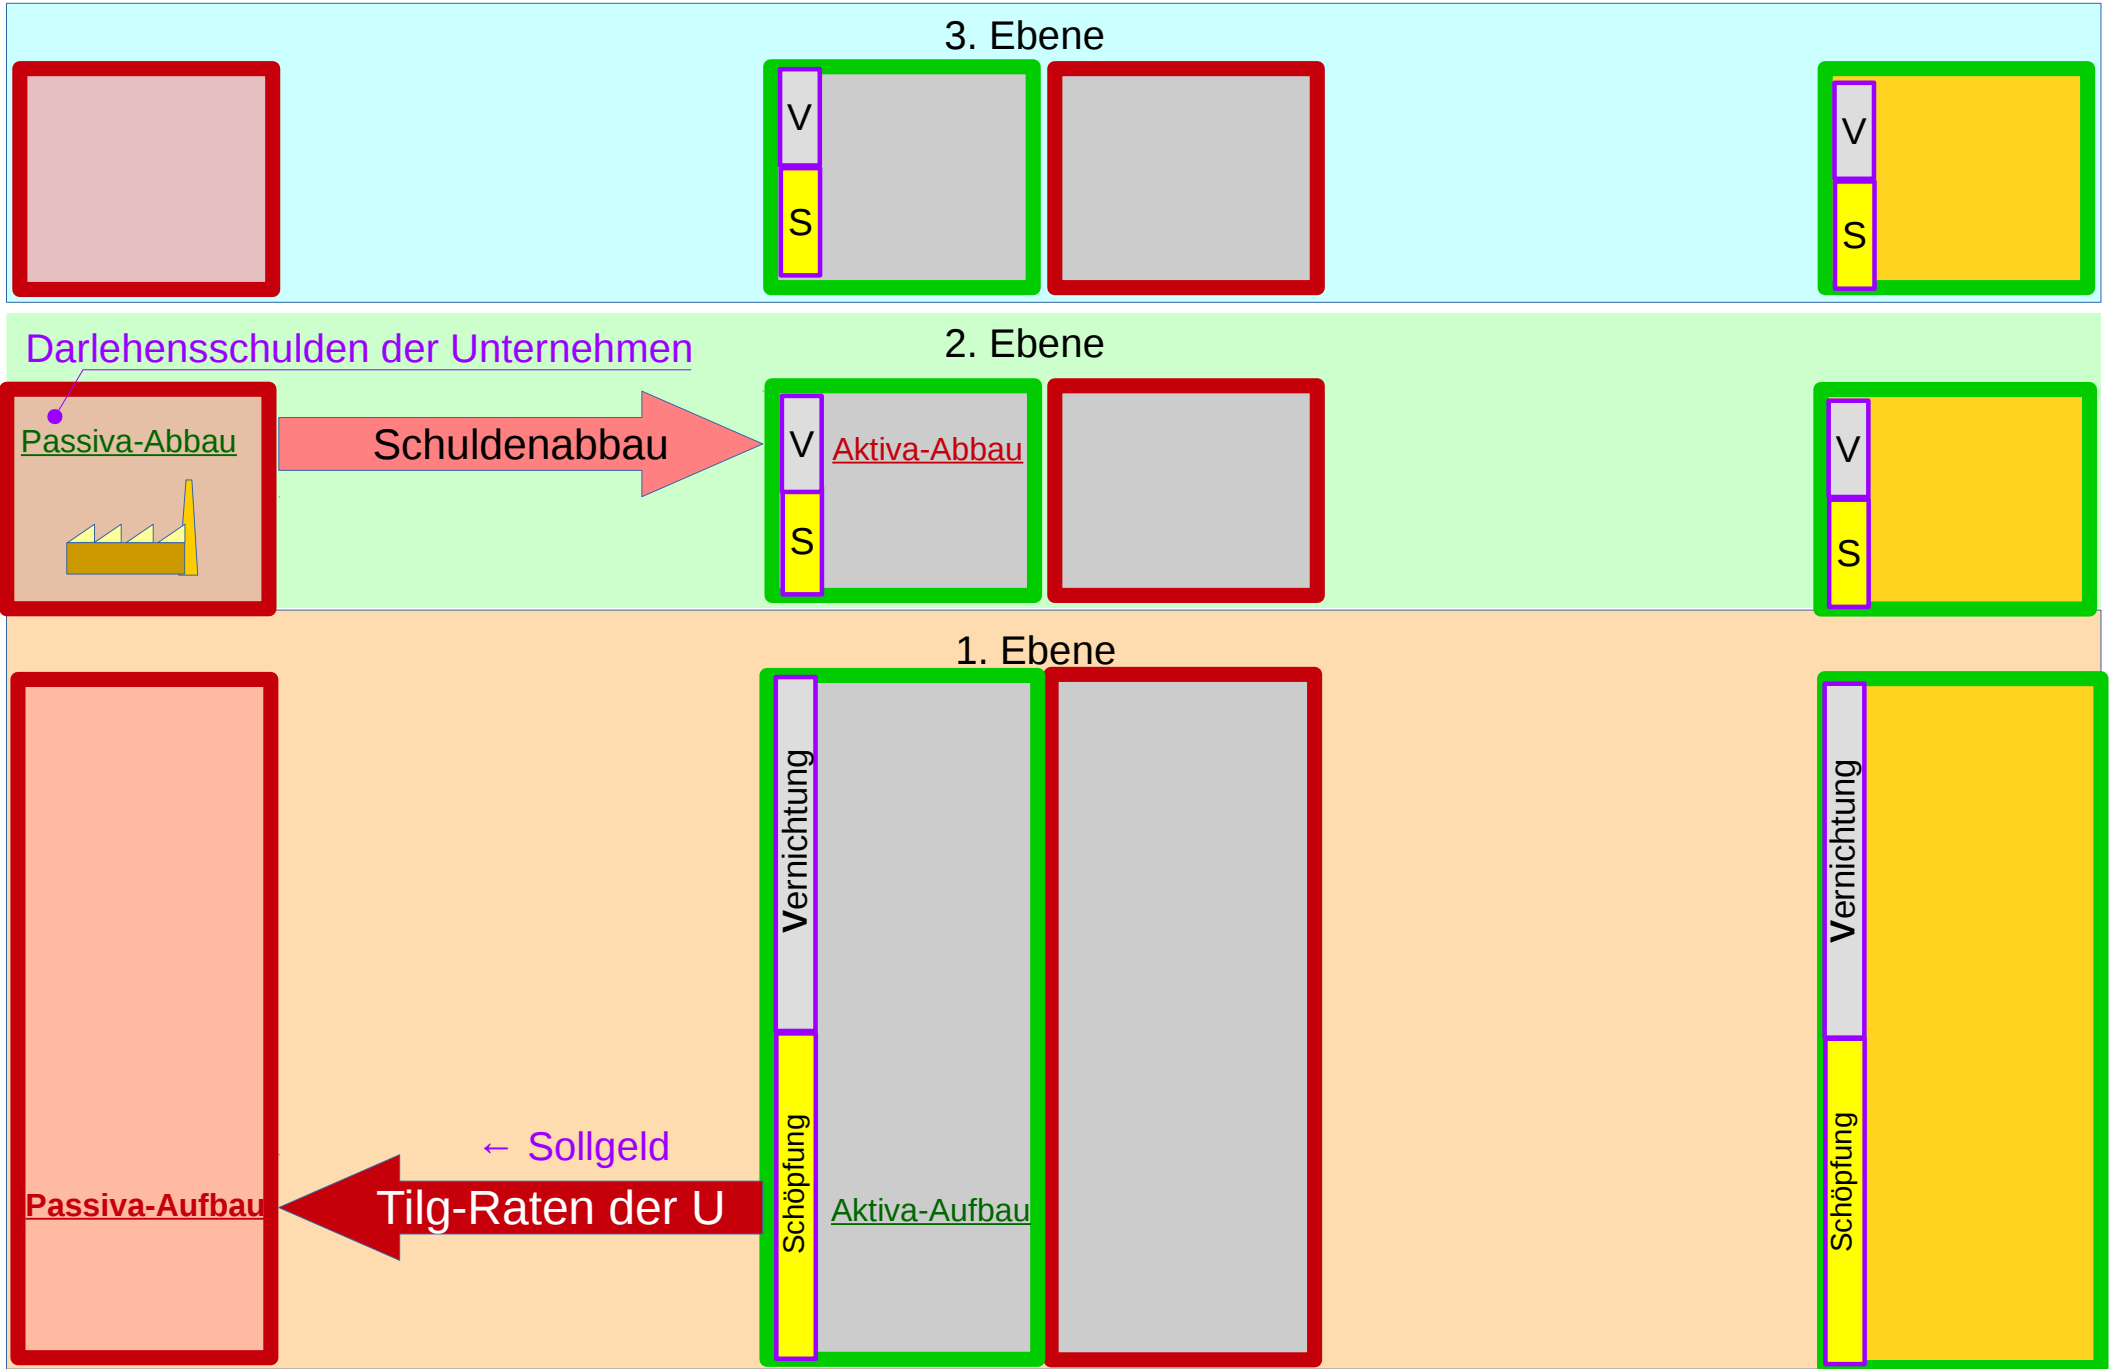 3. Ebene
V
S
V
S
Darlehensschulden der Unternehmen
2. Ebene
Passiva-Abbau
Schuldenabbau
V
Aktiva-Abbau
S
V
S
1. Ebene
Vernichtung
Schöpfung
← Sollgeld
Passiva-Aufbau
Tilg-Raten der U
Aktiva-Aufbau
Vernichtung
Schöpfung